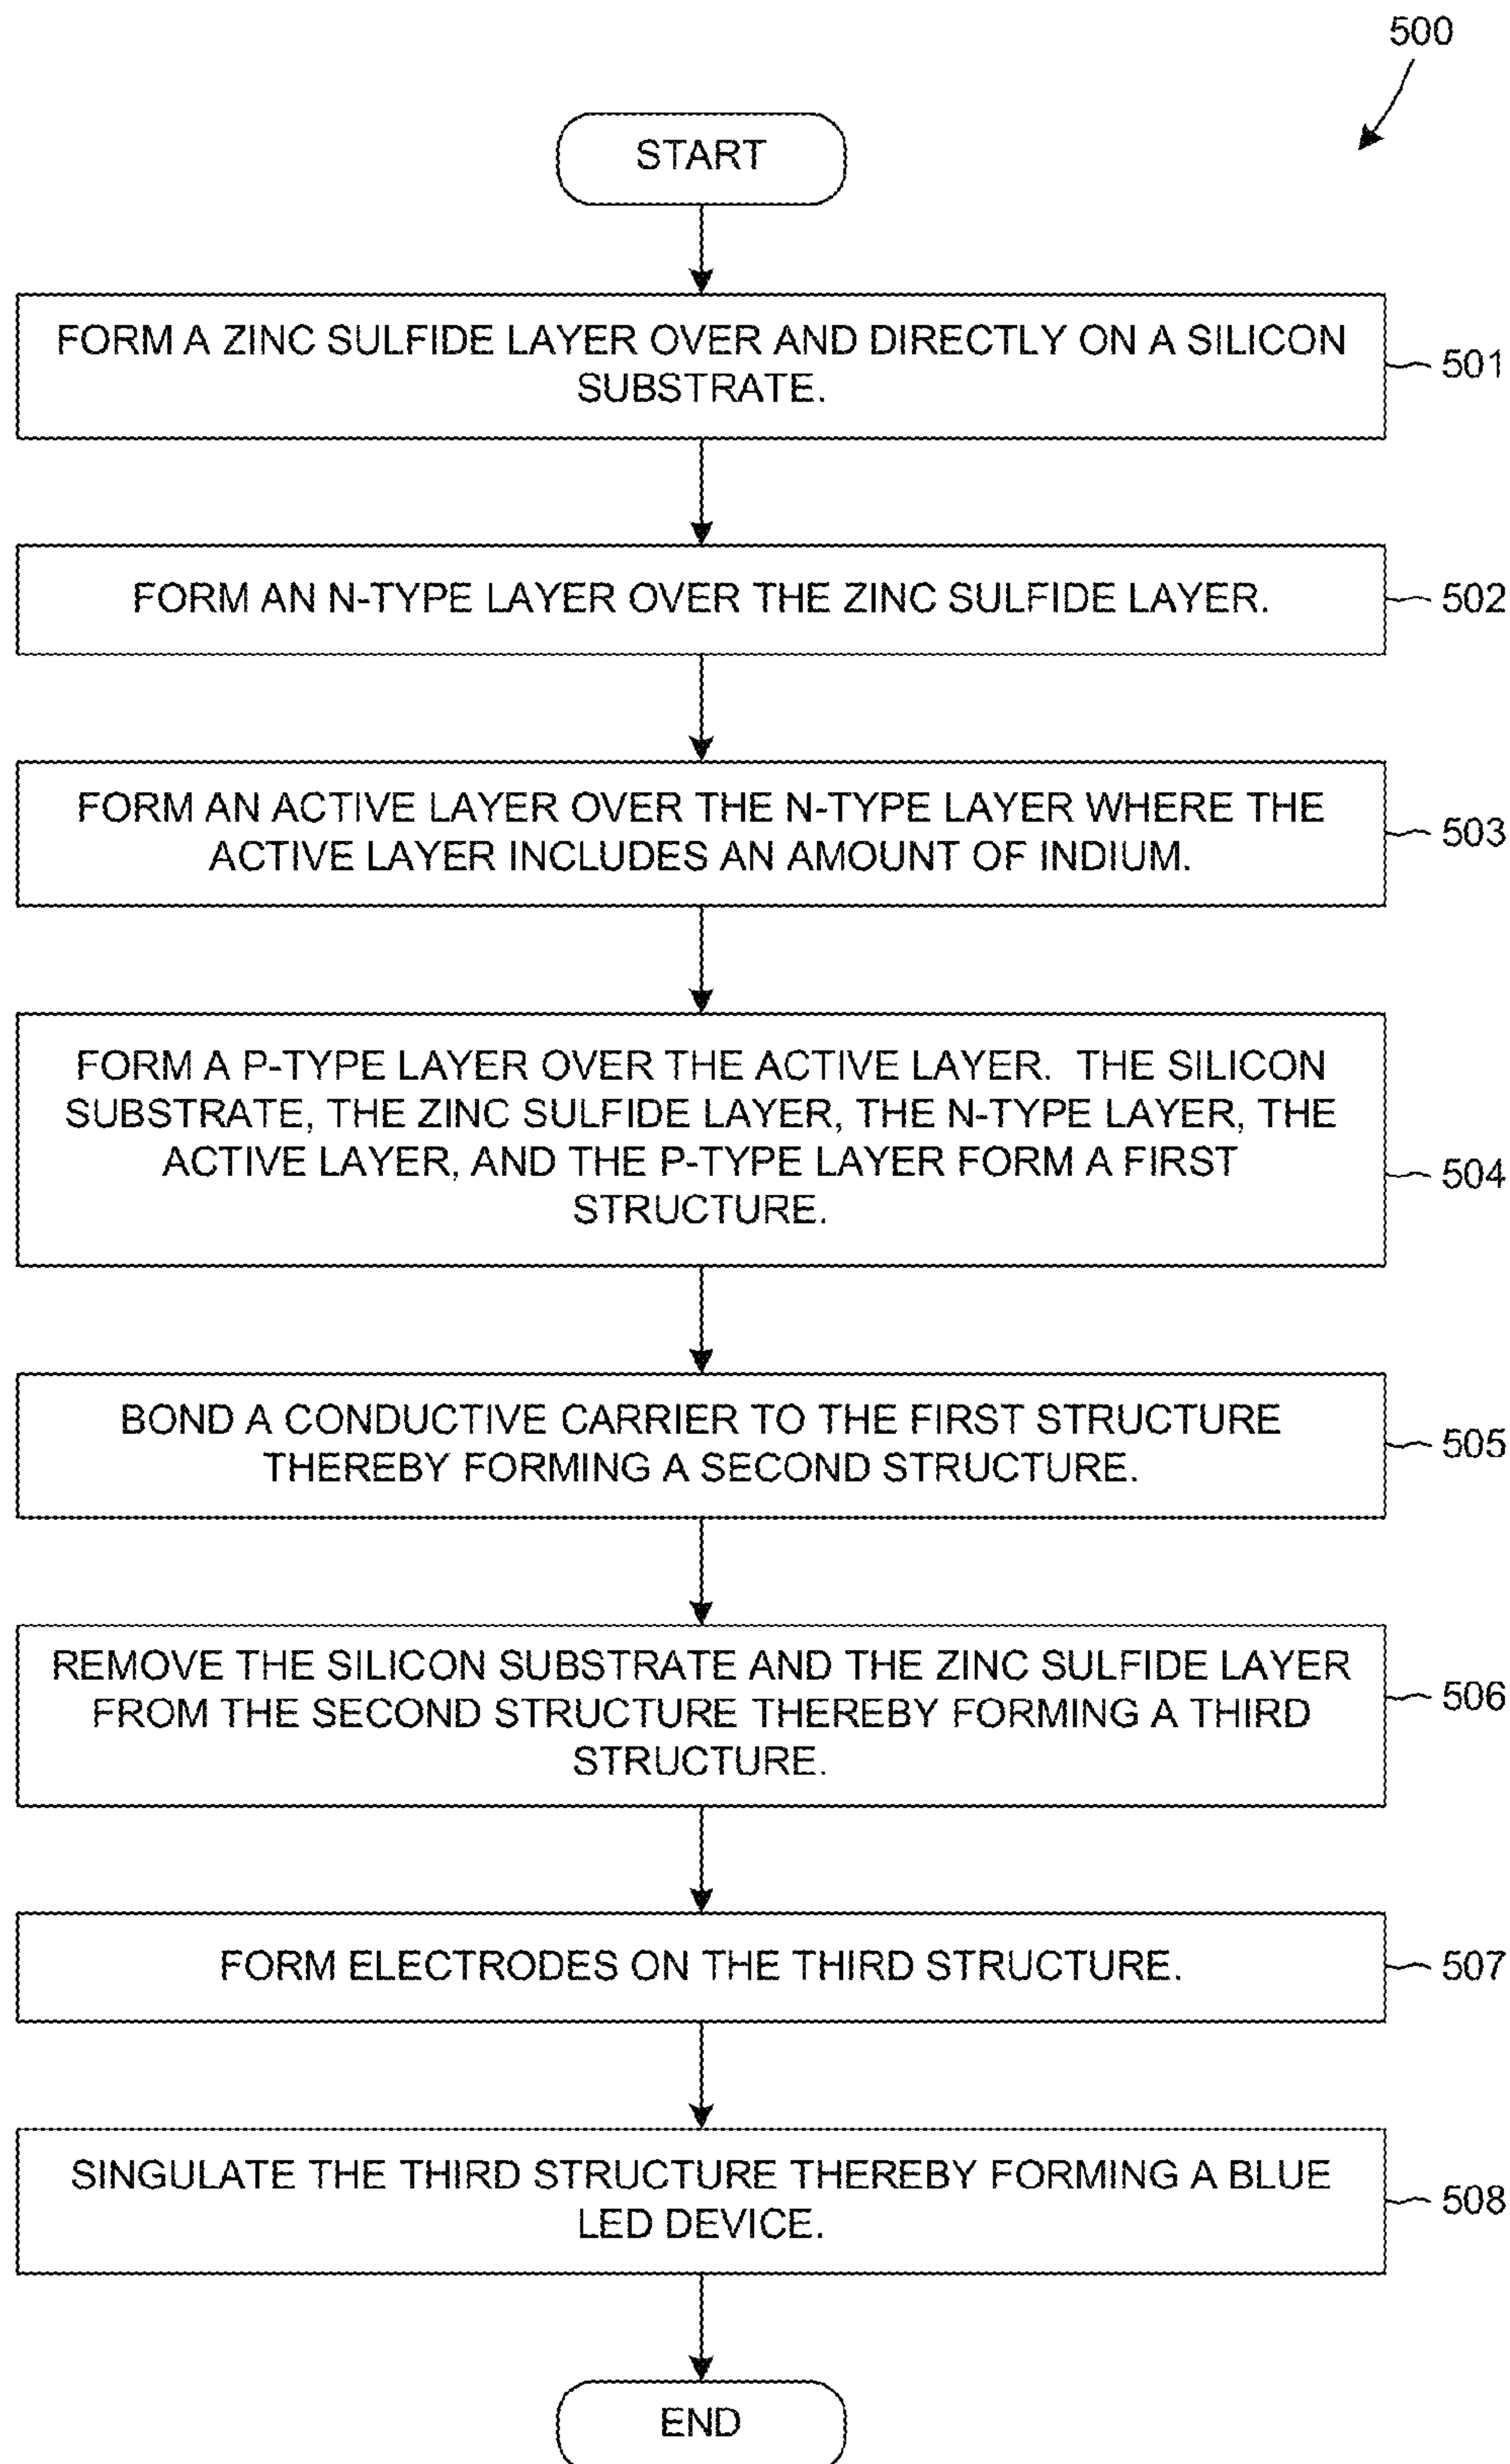 500
START
FORM A ZINC SULFIDE LAYER OVER AND DIRECTLY ON A SILICON
SUBSTRATE.
501
FORM AN N-TYPE LAYER OVER THE ZINC SULFIDE LAYER.
502
FORM AN ACTIVE LAYER OVER THE N-TYPE LAYER WHERE THE
ACTIVE LAYER INCLUDES AN AMOUNT OF INDIUM.
503
FORM A P-TYPE LAYER OVER THE ACTIVE LAYER. THE SILICON
SUBSTRATE, THE ZINC SULFIDE LAYER, THE N-TYPE LAYER, THE
ACTIVE LAYER, AND THE P-TYPE LAYER FORM A FIRST
STRUCTURE.
504
BOND A CONDUCTIVE CARRIER TO THE FIRST STRUCTURE
THEREBY FORMING A SECOND STRUCTURE.
505
REMOVE THE SILICON SUBSTRATE AND THE ZINC SULFIDE LAYER
FROM THE SECOND STRUCTURE THEREBY FORMING A THIRD
STRUCTURE.
506
FORM ELECTRODES ON THE THIRD STRUCTURE.
507
SINGULATE THE THIRD STRUCTURE THEREBY FORMING A BLUE
LED DEVICE.
508
END